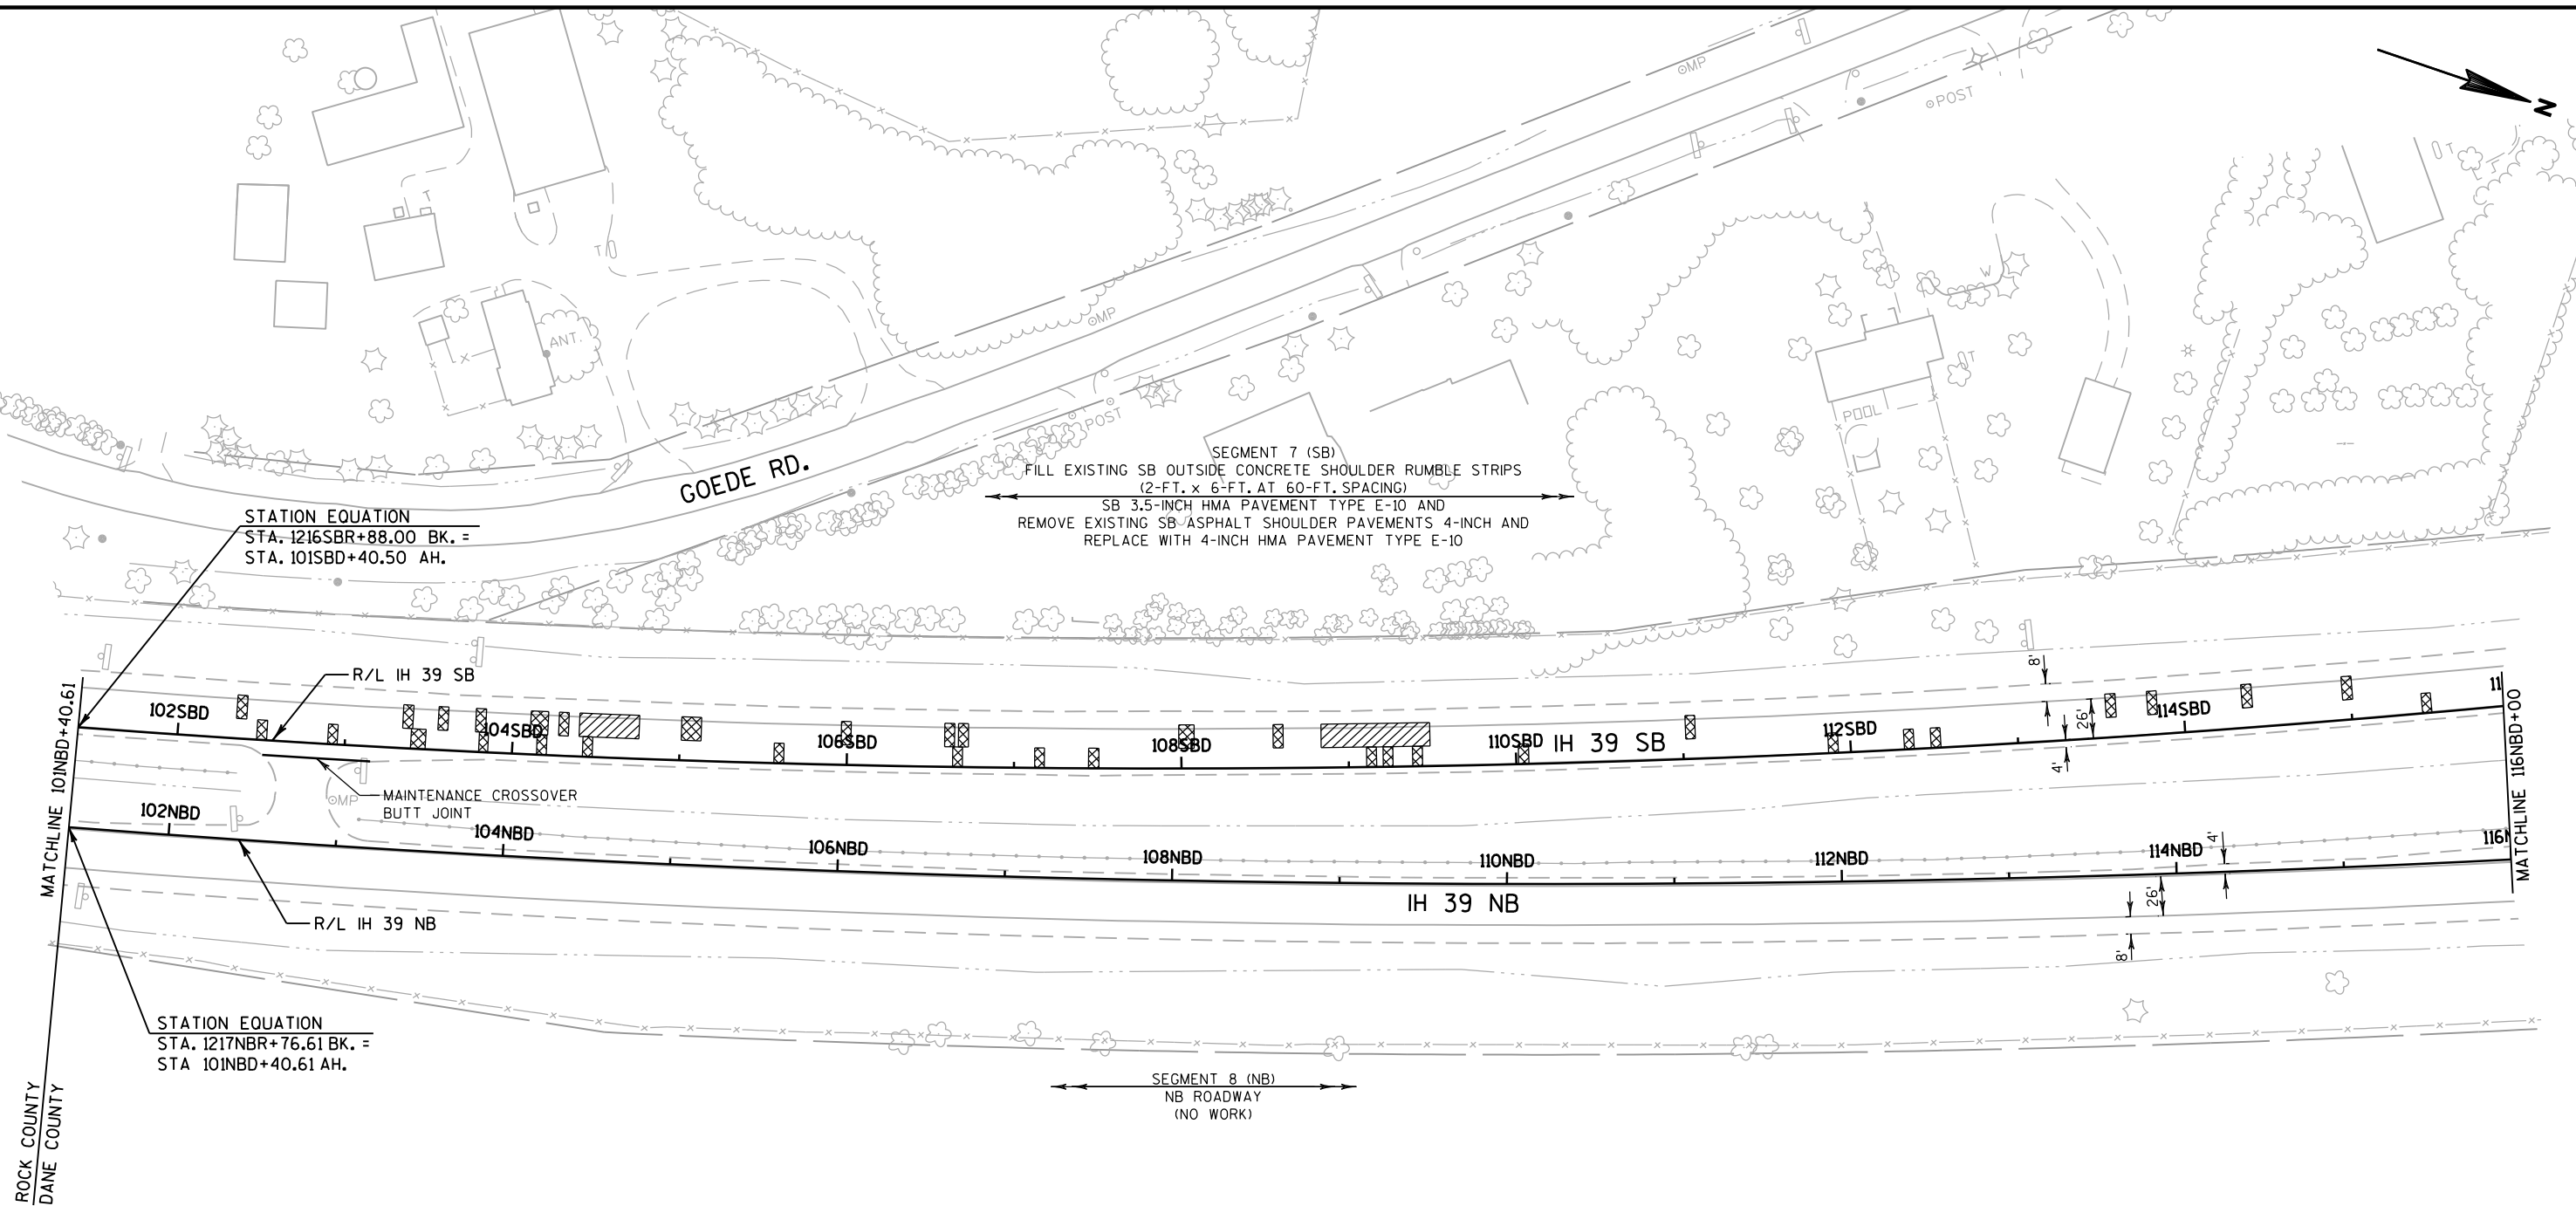 N
MP
POST
T
T
T
ANT.
MP
POST
W
T
POOL
GOEDE RD.
SEGMENT 7 (SB)
FILL EXISTING SB OUTSIDE CONCRETE SHOULDER RUMBLE STRIPS
(2-FT. x 6-FT. AT 60-FT. SPACING)
SB 3.5-INCH HMA PAVEMENT TYPE E-10 AND
REMOVE EXISTING SB ASPHALT SHOULDER PAVEMENTS 4-INCH AND
REPLACE WITH 4-INCH HMA PAVEMENT TYPE E-10
STATION EQUATION
STA. 1216SBR+88.00 BK. =
STA. 101SBD+40.50 AH.
R/L IH 39 SB
MATCHLINE 101NBD+40.61
102SBD
104SBD
106SBD
108SBD
110SBD
IH 39 SB
112SBD
114SBD
11
8'
26'
4'
MATCHLINE 116NBD+00
MAINTENANCE CROSSOVER
BUTT JOINT
MP
102NBD
104NBD
106NBD
108NBD
110NBD
112NBD
114NBD
116N
4'
26'
8'
IH 39 NB
R/L IH 39 NB
STATION EQUATION
STA. 1217NBR+76.61 BK. =
STA 101NBD+40.61 AH.
SEGMENT 8 (NB)
NB ROADWAY
(NO WORK)
ROCK COUNTY
DANE COUNTY